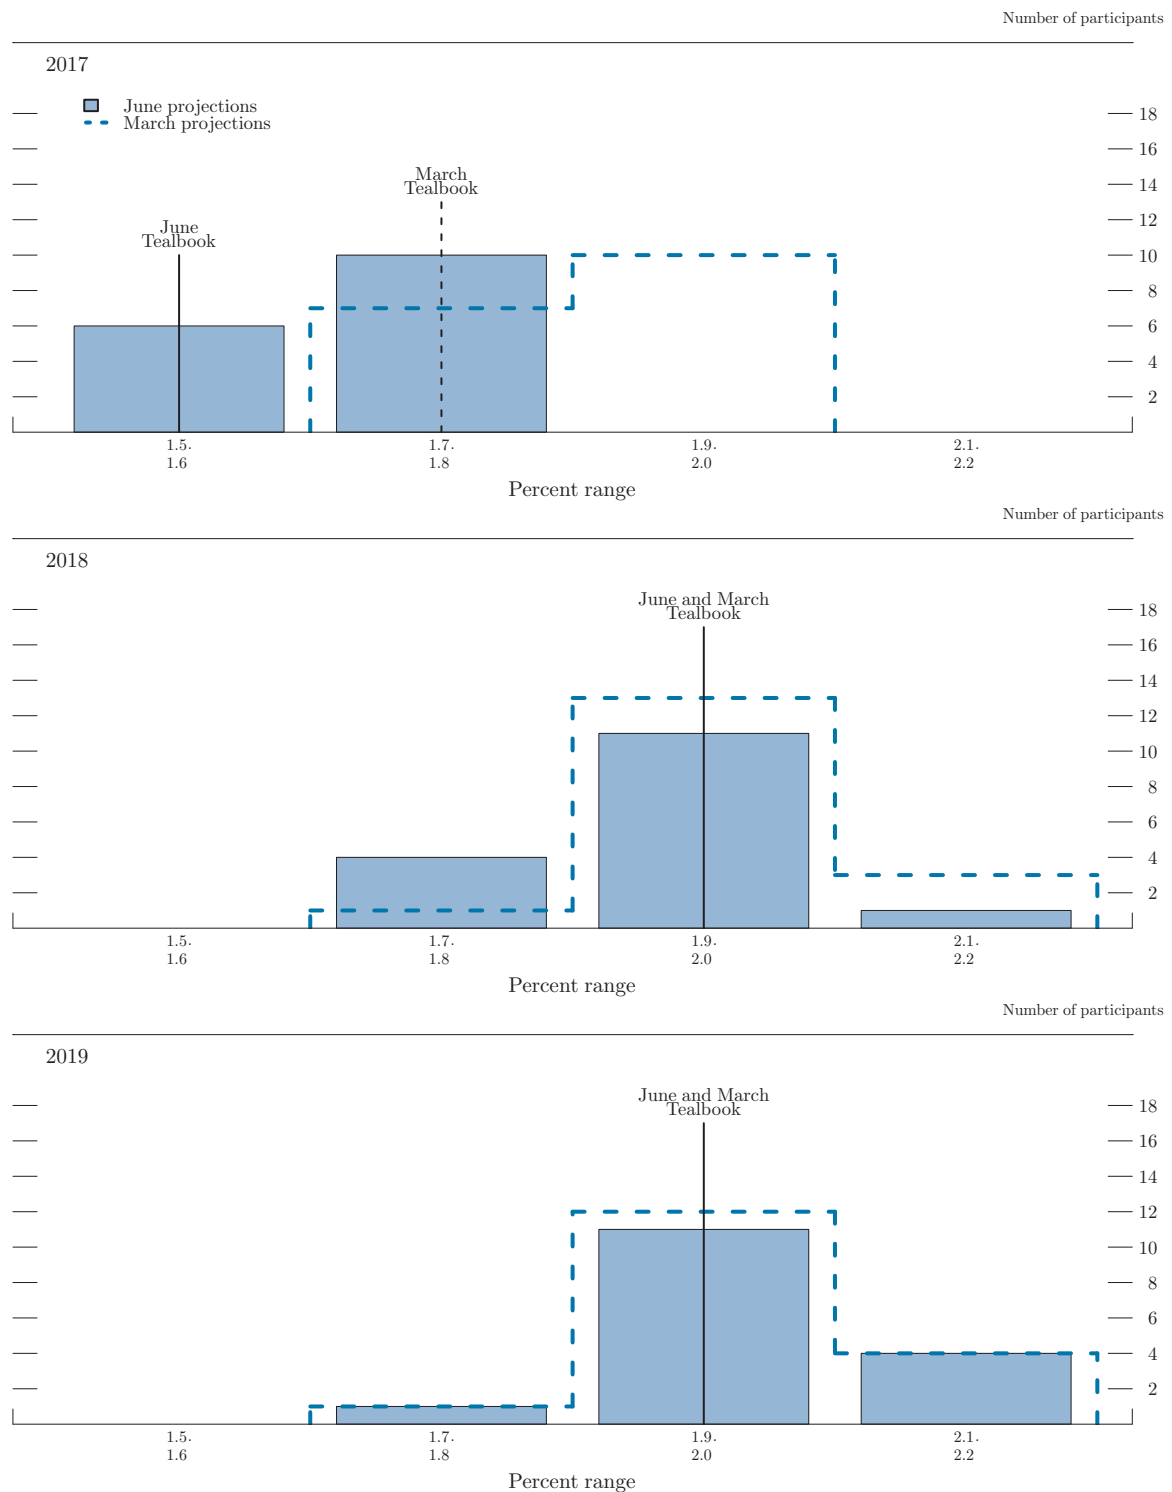 Number of participants
2017
June projections
March projections
18
16
March
14
Tealbook
June
12
Tealbook
10
8
6
4
2
1.5- 1.7- 1.9- 2.1-
1.6 1.8 2.0 2.2
Percent range
Number of participants
2018
June and March
18
Tealbook
16
14
12
10
8
6
4
2
1.5- 1.7- 1.9- 2.1-
1.6 1.8 2.0 2.2
Percent range
Number of participants
2019
June and March
18
Tealbook
16
14
12
10
8
6
4
2
1.5- 1.7- 1.9- 2.1-
1.6 1.8 2.0 2.2
Percent range